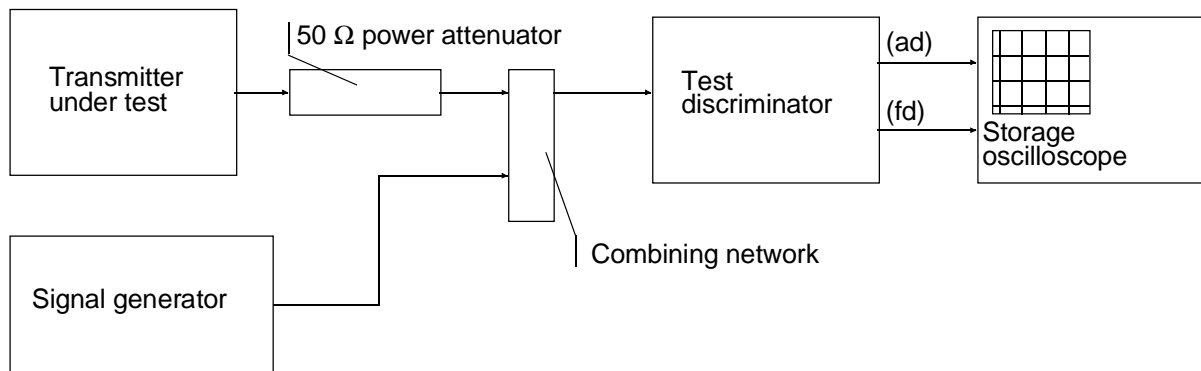 50 Ω power attenuator
Transmitter
under test
Test
discriminator
(ad)
(fd)
Storage
oscilloscope
Combining network
Signal generator